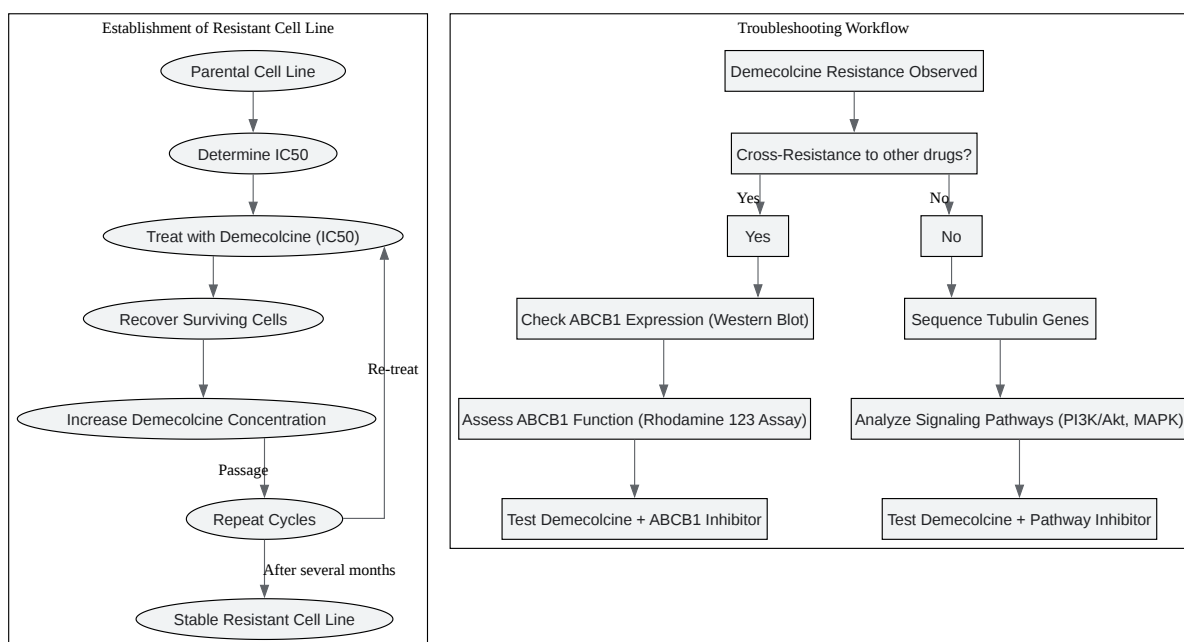 Establishment of Resistant Cell Line
Parental Cell Line
Determine IC50
Treat with Demecolcine (IC50)
Recover Surviving Cells
Re-treat
Increase Demecolcine Concentration
Passage
Repeat Cycles
After several months
Stable Resistant Cell Line
Troubleshooting Workflow
Demecolcine Resistance Observed
Cross-Resistance to other drugs?
Yes
No
Yes
No
Check ABCB1 Expression (Western Blot)
Sequence Tubulin Genes
Assess ABCB1 Function (Rhodamine 123 Assay)
Analyze Signaling Pathways (PI3K/Akt, MAPK)
Test Demecolcine + ABCB1 Inhibitor
Test Demecolcine + Pathway Inhibitor